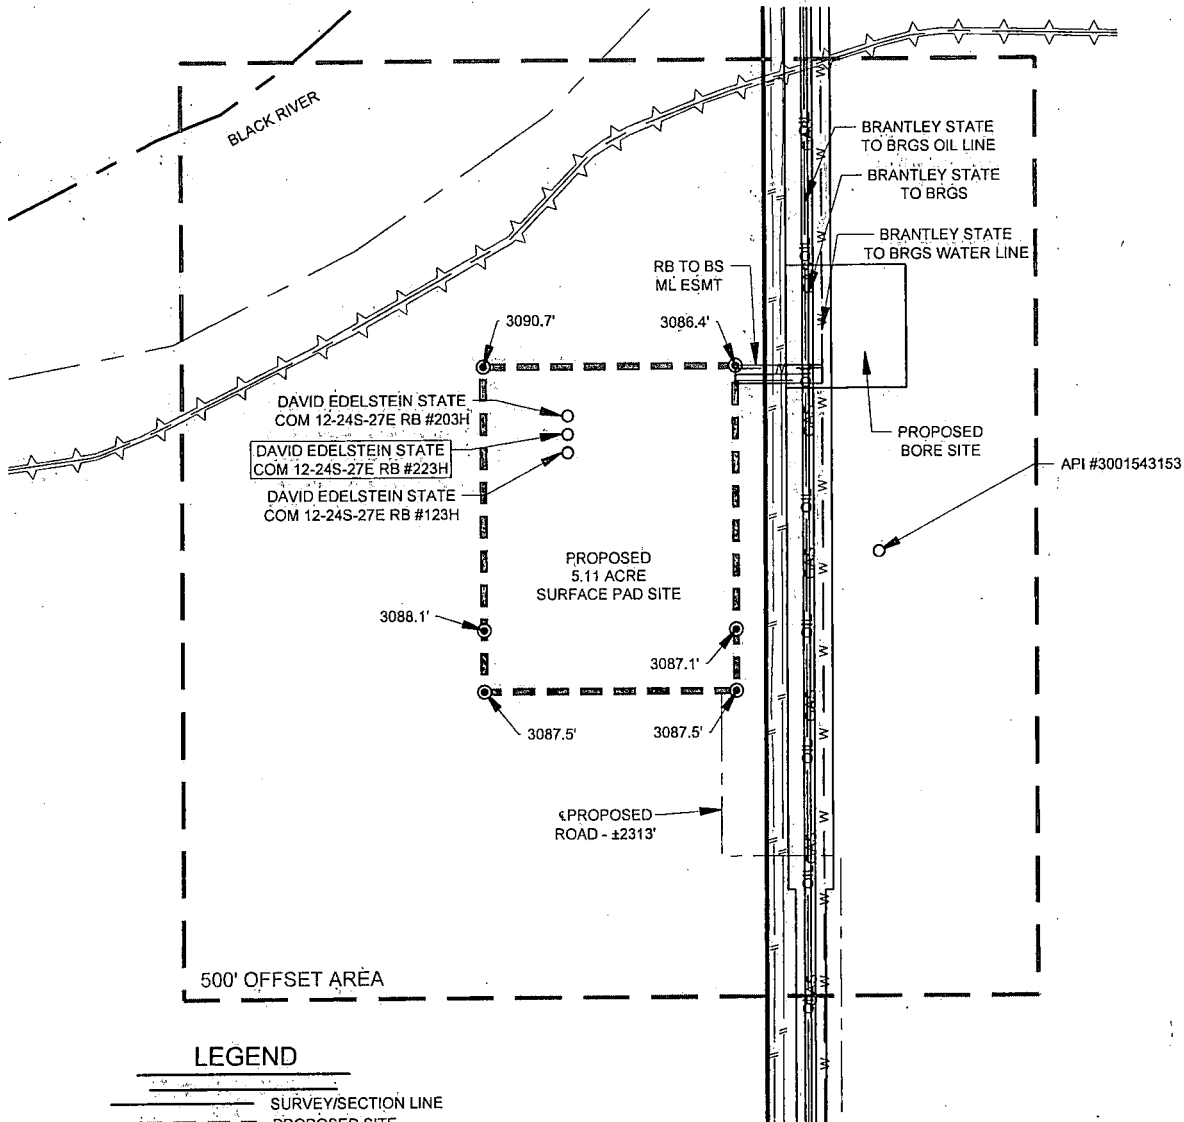 BLACK RIVER
BRANTLEY STATE
TO BRGS OIL LINE
BRANTLEY STATE
TO BRGS
BRANTLEY STATE
TO BRGS WATER LINE
RB TO BS
ML ESMT
3090.7'
3086.4'
DAVID EDELSTEIN STATE
COM 12-24S-27E RB #203H
DAVID EDELSTEIN STATE
COM 12-24S-27E RB #223H
DAVID EDELSTEIN STATE
COM 12-24S-27E RB #123H
PROPOSED
BORE SITE
API #3001543153
PROPOSED
5.11 ACRE
SURFACE PAD SITE
3088.1'
3087.1'
3087.5'
3087.5'
℄PROPOSED
ROAD - ±2313'
500' OFFSET AREA
LEGEND
SURVEY/SECTION LINE
PROPOSED SITE